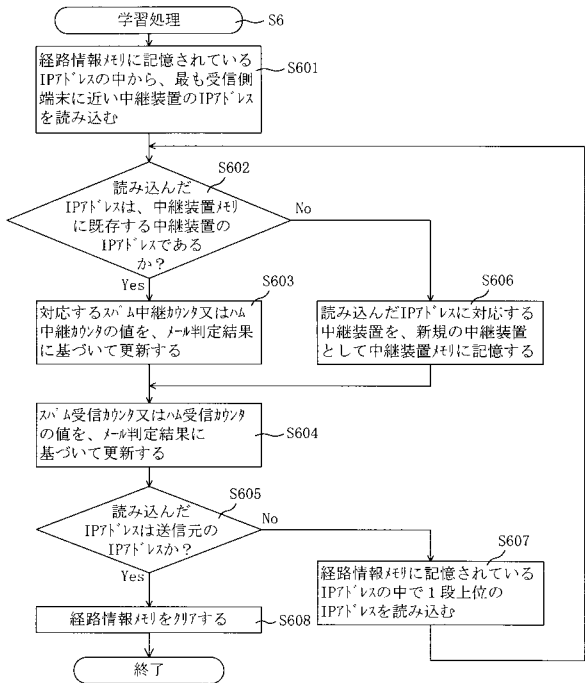 学習処理
S6
経路情報ﾒﾓﾘに記憶されている
IPｱﾄﾞﾚｽの中から、最も受信側
端末に近い中継装置のIPｱﾄﾞﾚｽ
を読み込む
S601
読み込んだ
IPｱﾄﾞﾚｽは、中継装置ﾒﾓﾘ
に既存する中継装置の
IPｱﾄﾞﾚｽである
か？
S602
No
Yes
対応するｽﾊﾟﾑ中継ｶｳﾝﾀ又はﾊﾑ
中継ｶｳﾝﾀの値を、ﾒｰﾙ判定結果
に基づいて更新する
S603
読み込んだIPｱﾄﾞﾚｽに対応する
中継装置を、新規の中継装置
として中継装置ﾒﾓﾘに記憶する
S606
ｽﾊﾟﾑ受信ｶｳﾝﾀ又はﾊﾑ受信ｶｳﾝﾀ
の値を、ﾒｰﾙ判定結果に
基づいて更新する
S604
読み込んだ
IPｱﾄﾞﾚｽは送信元の
IPｱﾄﾞﾚｽか？
S605
No
Yes
経路情報ﾒﾓﾘに記憶されている
IPｱﾄﾞﾚｽの中で１段上位の
IPｱﾄﾞﾚｽを読み込む
S607
経路情報ﾒﾓﾘをｸﾘｱする
S608
終了